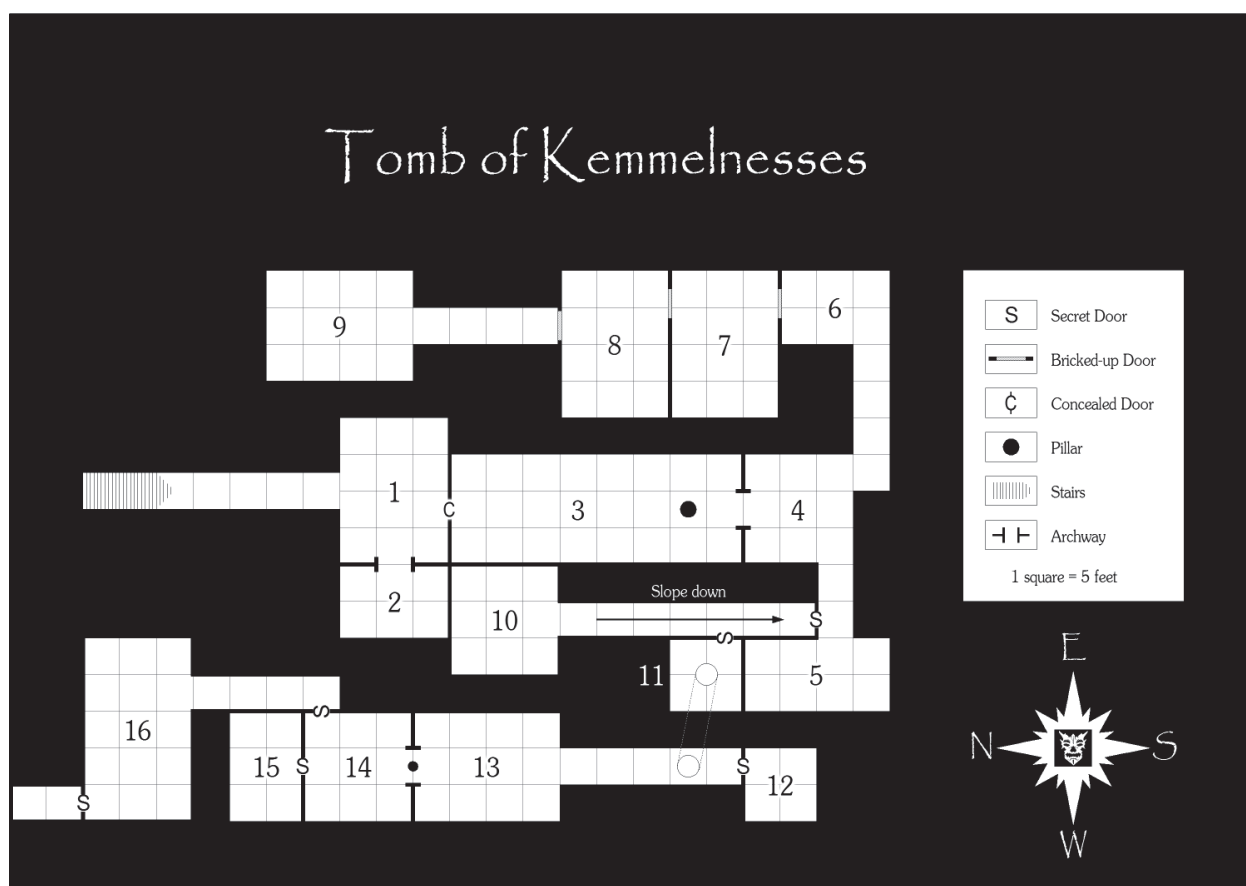 Tomb of Kemmelnesses
9
8
7
6
S Secret Door
Bricked-up Door
₵ Concealed Door
Pillar
Stairs
Archway
1 square = 5 feet
1
C
3
4
2
10
Slope down
S
S
11
5
16
S
15
S
14
13
S
12
S
E
N
S
W